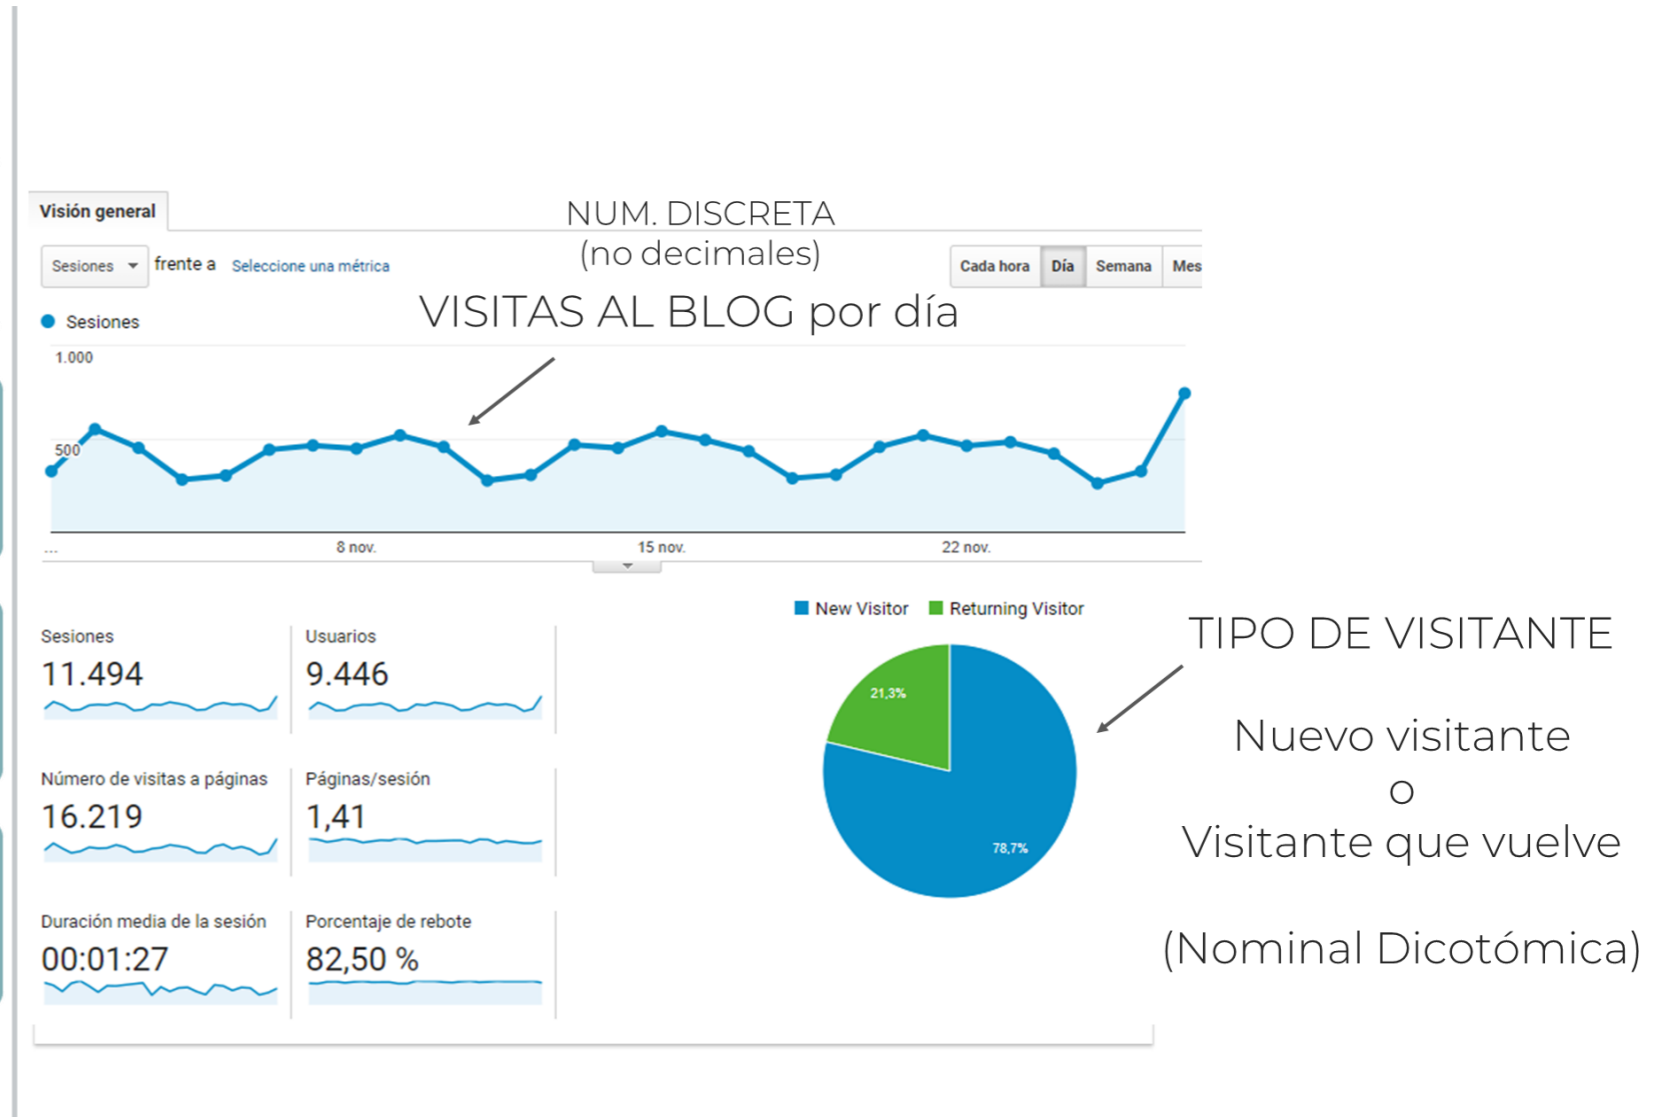 Visión general
NUM. DISCRETA
(no decimales)
Sesiones frente a Seleccione una métrica
Cada hora Día Semana Mes
VISITAS AL BLOG por día
Sesiones
1.000
500
...
8 nov.
15 nov.
22 nov.
New Visitor Returning Visitor
Sesiones
11.494
Usuarios
9.446
Número de visitas a páginas
16.219
Páginas/sesión
1,41
Duración media de la sesión
00:01:27
Porcentaje de rebote
82,50 %
21,3%
78,7%
TIPO DE VISITANTE
Nuevo visitante
o
Visitante que vuelve
(Nominal Dicotómica)